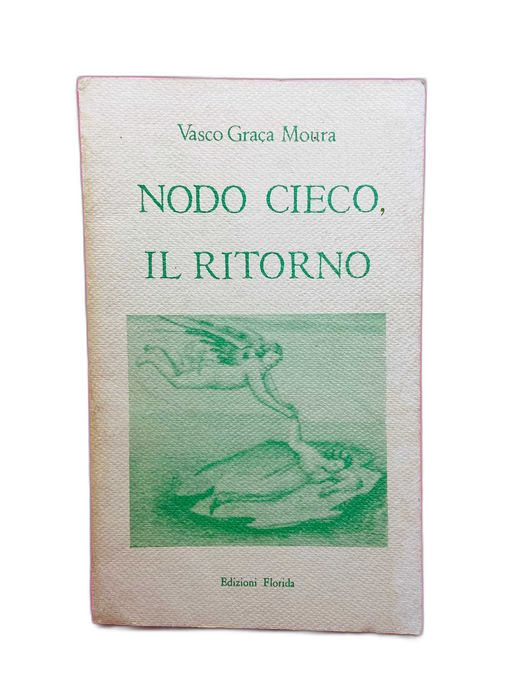 Vasco Graça Moura
NODO CIECO,
IL RITORNO
Edizioni Florida